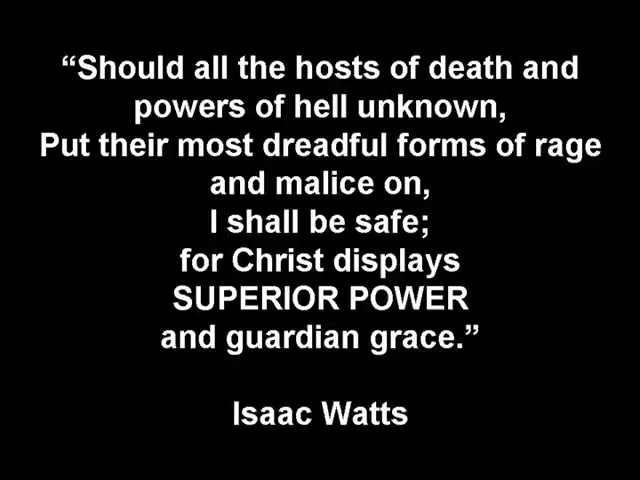 “Should all the hosts of death and
powers of hell unknown,
Put their most dreadful forms of rage
and malice on,
I shall be safe;
for Christ displays
SUPERIOR POWER
and guardian grace.”
Isaac Watts